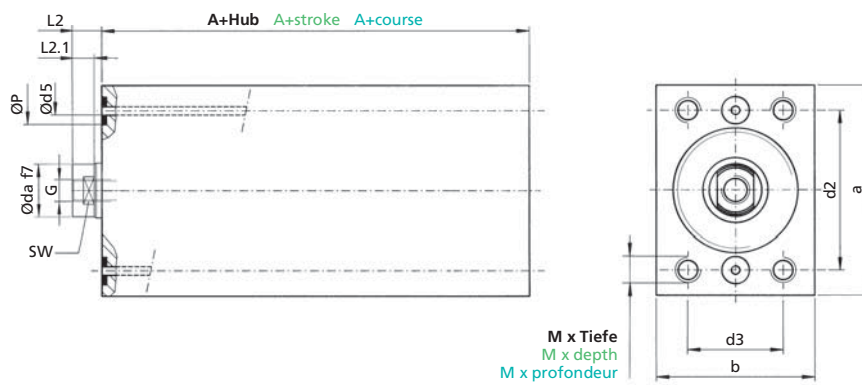 L2
A+Hub A+stroke A+course
L2.1
ØP
Ød5
Øda f7
G
SW
d2
a
M x Tiefe
M x depth
M x profondeur
d3
b